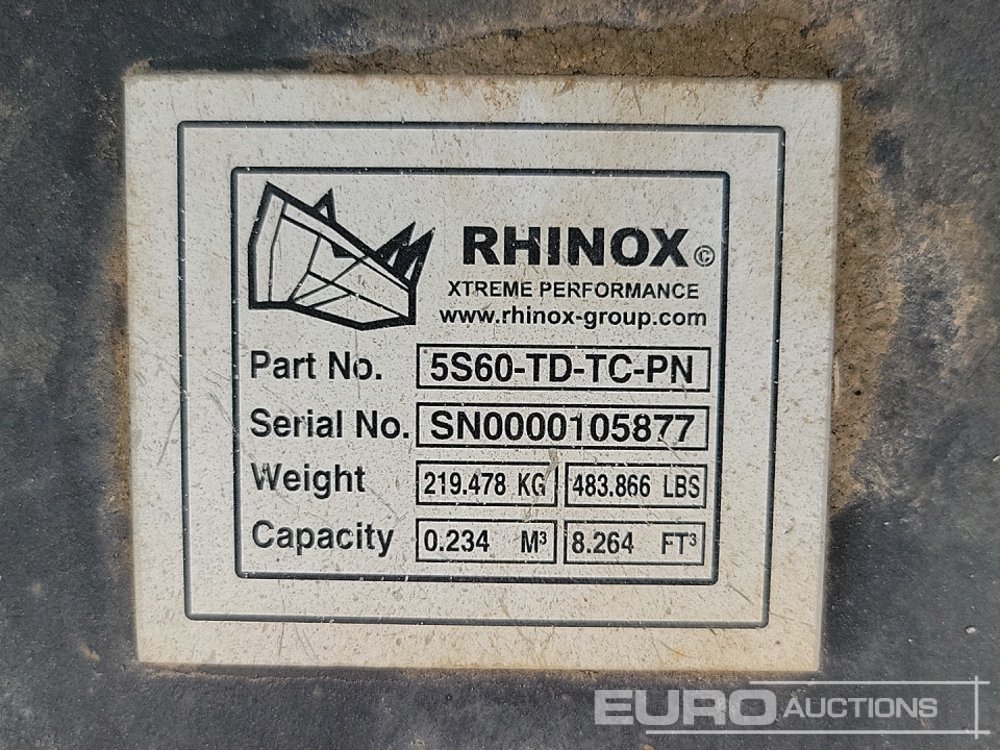 RHINOX ©
XTREME PERFORMANCE
www.rhinox-group.com
Part No. 5S60-TD-TC-PN
Serial No. SN0000105877
Weight 219.478 KG 483.866 LBS
Capacity 0.234 M³ 8.264 FT³
EURO AUCTIONS